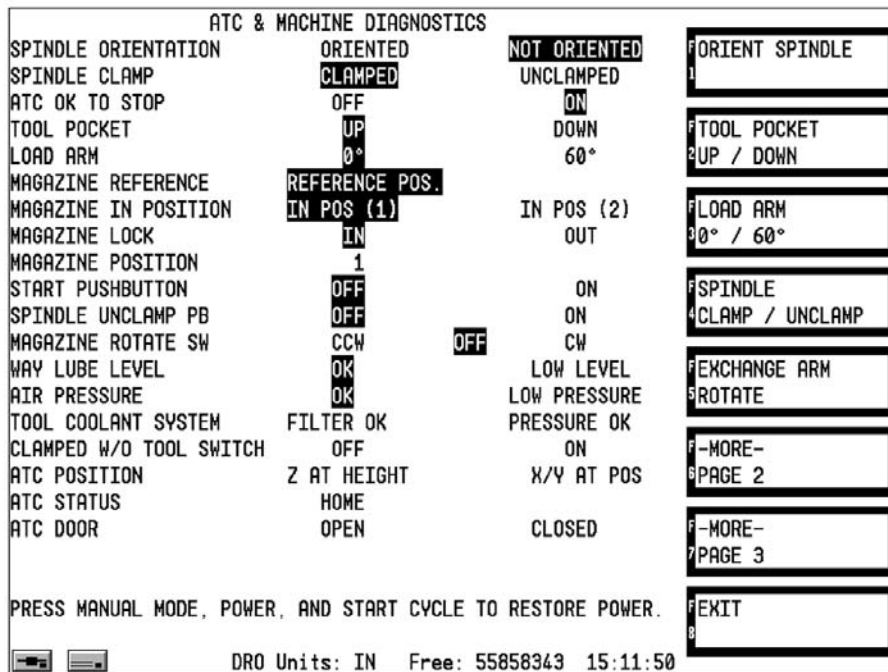 ATC & MACHINE DIAGNOSTICS
SPINDLE ORIENTATION ORIENTED NOT ORIENTED
SPINDLE CLAMP CLAMPED UNCLAMPED
ATC OK TO STOP OFF ON
TOOL POCKET UP DOWN
LOAD ARM 0° 60°
MAGAZINE REFERENCE REFERENCE POS.
MAGAZINE IN POSITION IN POS (1) IN POS (2)
MAGAZINE LOCK IN OUT
MAGAZINE POSITION 1
START PUSHBUTTON OFF ON
SPINDLE UNCLAMP PB OFF ON
MAGAZINE ROTATE SW CCW OFF CW
WAY LUBE LEVEL OK LOW LEVEL
AIR PRESSURE OK LOW PRESSURE
TOOL COOLANT SYSTEM FILTER OK PRESSURE OK
CLAMPED W/O TOOL SWITCH OFF ON
ATC POSITION Z AT HEIGHT X/Y AT POS
ATC STATUS HOME
ATC DOOR OPEN CLOSED
PRESS MANUAL MODE, POWER, AND START CYCLE TO RESTORE POWER.
DRO Units: IN Free: 55858343 15:11:50
F1 ORIENT SPINDLE
F2 TOOL POCKET
UP / DOWN
F3 LOAD ARM
0° / 60°
F4 SPINDLE
CLAMP / UNCLAMP
F5 EXCHANGE ARM
ROTATE
F6 -MORE-
PAGE 2
F7 -MORE-
PAGE 3
F8 EXIT